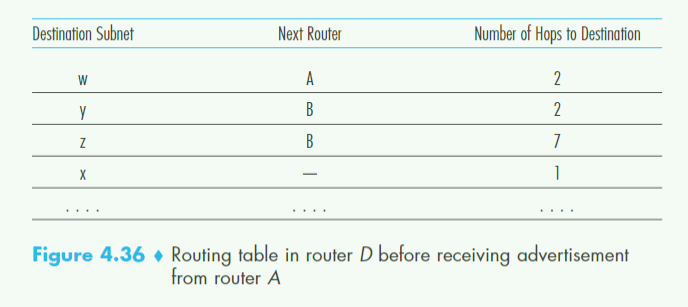 Destination Subnet Next Router Number of Hops to Destination
w A 2
y B 2
z B 7
x — 1
. . . . . . . . . . . .
Figure 4.36 ♦ Routing table in router D before receiving advertisement
from router A